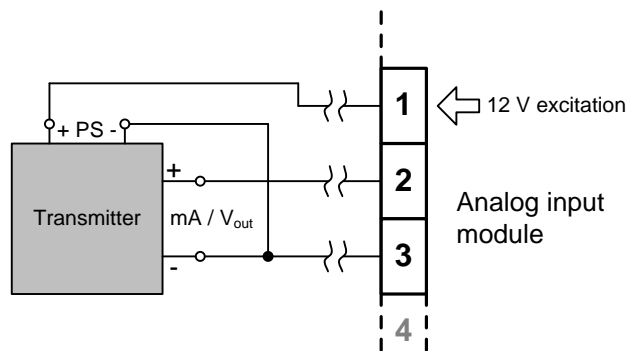 + PS -
1
12 V excitation
+
2
Transmitter
mA / Vout
Analog input
module
-
3
4